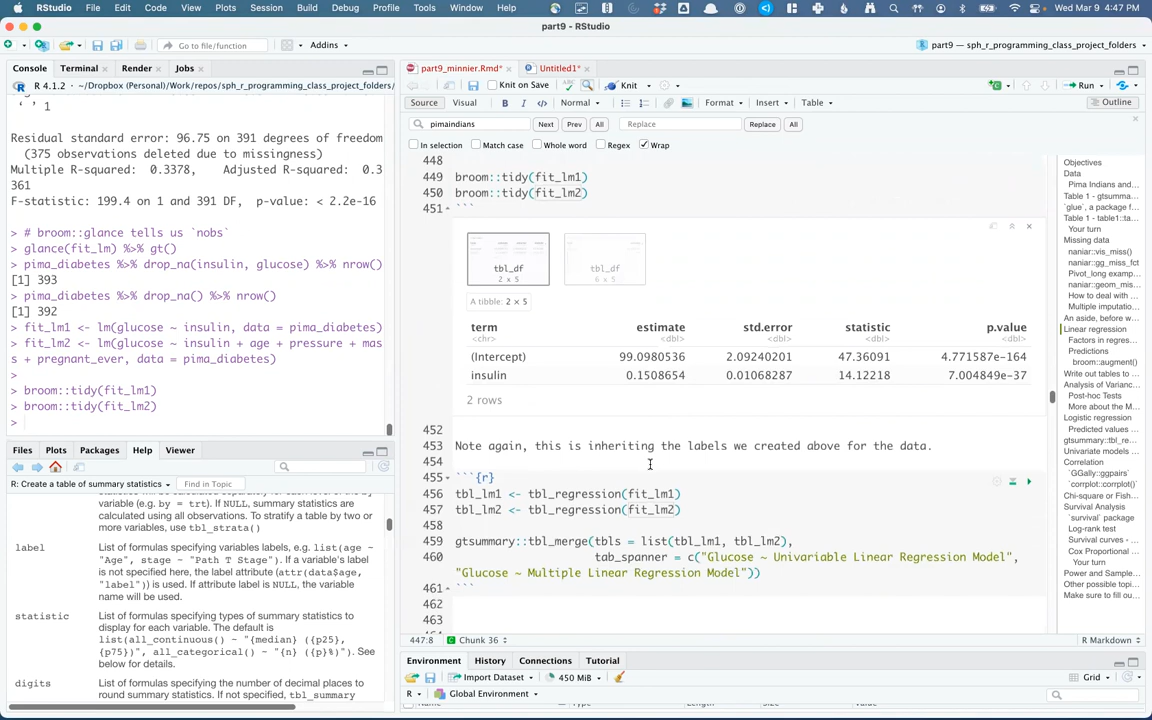 RStudio File Edit Code View Plots Session Build Debug Profile Tools Window Help Wed Mar 9 4:47 PM
part9 - RStudio
Go to file/function Addins part9 — sph_r_programming_class_project_folders
Console Terminal Render Jobs
R 4.1.2 · ~/Dropbox (Personal)/Work/repos/sph_r_programming_class_project_folders/
‘ ’ 1
Residual standard error: 96.75 on 391 degrees of freedom
(375 observations deleted due to missingness)
Multiple R-squared: 0.3378, Adjusted R-squared: 0.3
361
F-statistic: 199.4 on 1 and 391 DF, p-value: < 2.2e-16
> # broom::glance tells us `nobs`
> glance(fit_lm) %>% gt()
> pima_diabetes %>% drop_na(insulin, glucose) %>% nrow()
[1] 393
> pima_diabetes %>% drop_na() %>% nrow()
[1] 392
> fit_lm1 <- lm(glucose ~ insulin, data = pima_diabetes)
> fit_lm2 <- lm(glucose ~ insulin + age + pressure + mas
s + pregnant_ever, data = pima_diabetes)
>
> broom::tidy(fit_lm1)
> broom::tidy(fit_lm2)
>
Files Plots Packages Help Viewer
R: Create a table of summary statistics Find in Topic
variable (e.g. by = trt). If NULL, summary statistics are
calculated using all observations. To stratify a table by two or
more variables, use tbl_strata()
label List of formulas specifying variables labels, e.g. list(age ~
"Age", stage ~ "Path T Stage"). If a variable's label is
not specified here, the label attribute (attr(data$age,
"label")) is used. If attribute label is NULL, the variable
name will be used.
statistic List of formulas specifying types of summary statistics to
display for each variable. The default is
list(all_continuous() ~ "{median} ({p25},
{p75})", all_categorical() ~ "{n} ({p}%)"). See
below for details.
digits List of formulas specifying the number of decimal places to
round summary statistics. If not specified, tbl_summary
part9_minnier.Rmd* Untitled1*
Knit on Save Knit Run
Source Visual B I Normal Format Insert Table Outline
pimaindians Next Prev All Replace Replace All
In selection Match case Whole word Regex Wrap
448
449 broom::tidy(fit_lm1)
450 broom::tidy(fit_lm2)
451 ```
tbl_df tbl_df
2 x 5 6 x 5
A tibble: 2 × 5
term estimate std.error statistic p.value
<chr> <dbl> <dbl> <dbl> <dbl>
(Intercept) 99.0980536 2.09240201 47.36091 4.771587e-164
insulin 0.1508654 0.01068287 14.12218 7.004849e-37
2 rows
452
453 Note again, this is inheriting the labels we created above for the data.
454
455 ```{r}
456 tbl_lm1 <- tbl_regression(fit_lm1)
457 tbl_lm2 <- tbl_regression(fit_lm2)
458
459 gtsummary::tbl_merge(tbls = list(tbl_lm1, tbl_lm2),
460 tab_spanner = c("Glucose ~ Univariable Linear Regression Model",
"Glucose ~ Multiple Linear Regression Model"))
461 ```
462
463
447:8 Chunk 36 R Markdown
Objectives
Data
Pima Indians and...
Table 1 - gtsumma...
`glue`, a package f...
Table 1 - table1::ta...
Your turn
Missing data
naniar::vis_miss()
naniar::gg_miss_fct
Pivot_long examp...
naniar::geom_mis...
How to deal with ...
Multiple imputatio...
An aside, before w...
Linear regression
Factors in regres...
Predictions
broom::augment()
Write out tables to ...
Analysis of Varianc...
Post-hoc Tests
More about the M...
Logistic regression
Predicted values ...
gtsummary::tbl_re...
Univariate models ...
Correlation
`GGally::ggpairs`
`corrplot::corrplot()`
Chi-square or Fish...
Survival Analysis
`survival` package
Log-rank test
Survival curves - ...
Cox Proportional ...
Your turn
Power and Sample...
Other possible topi...
Make sure to fill ou...
Environment History Connections Tutorial
Import Dataset 450 MiB Grid
R Global Environment